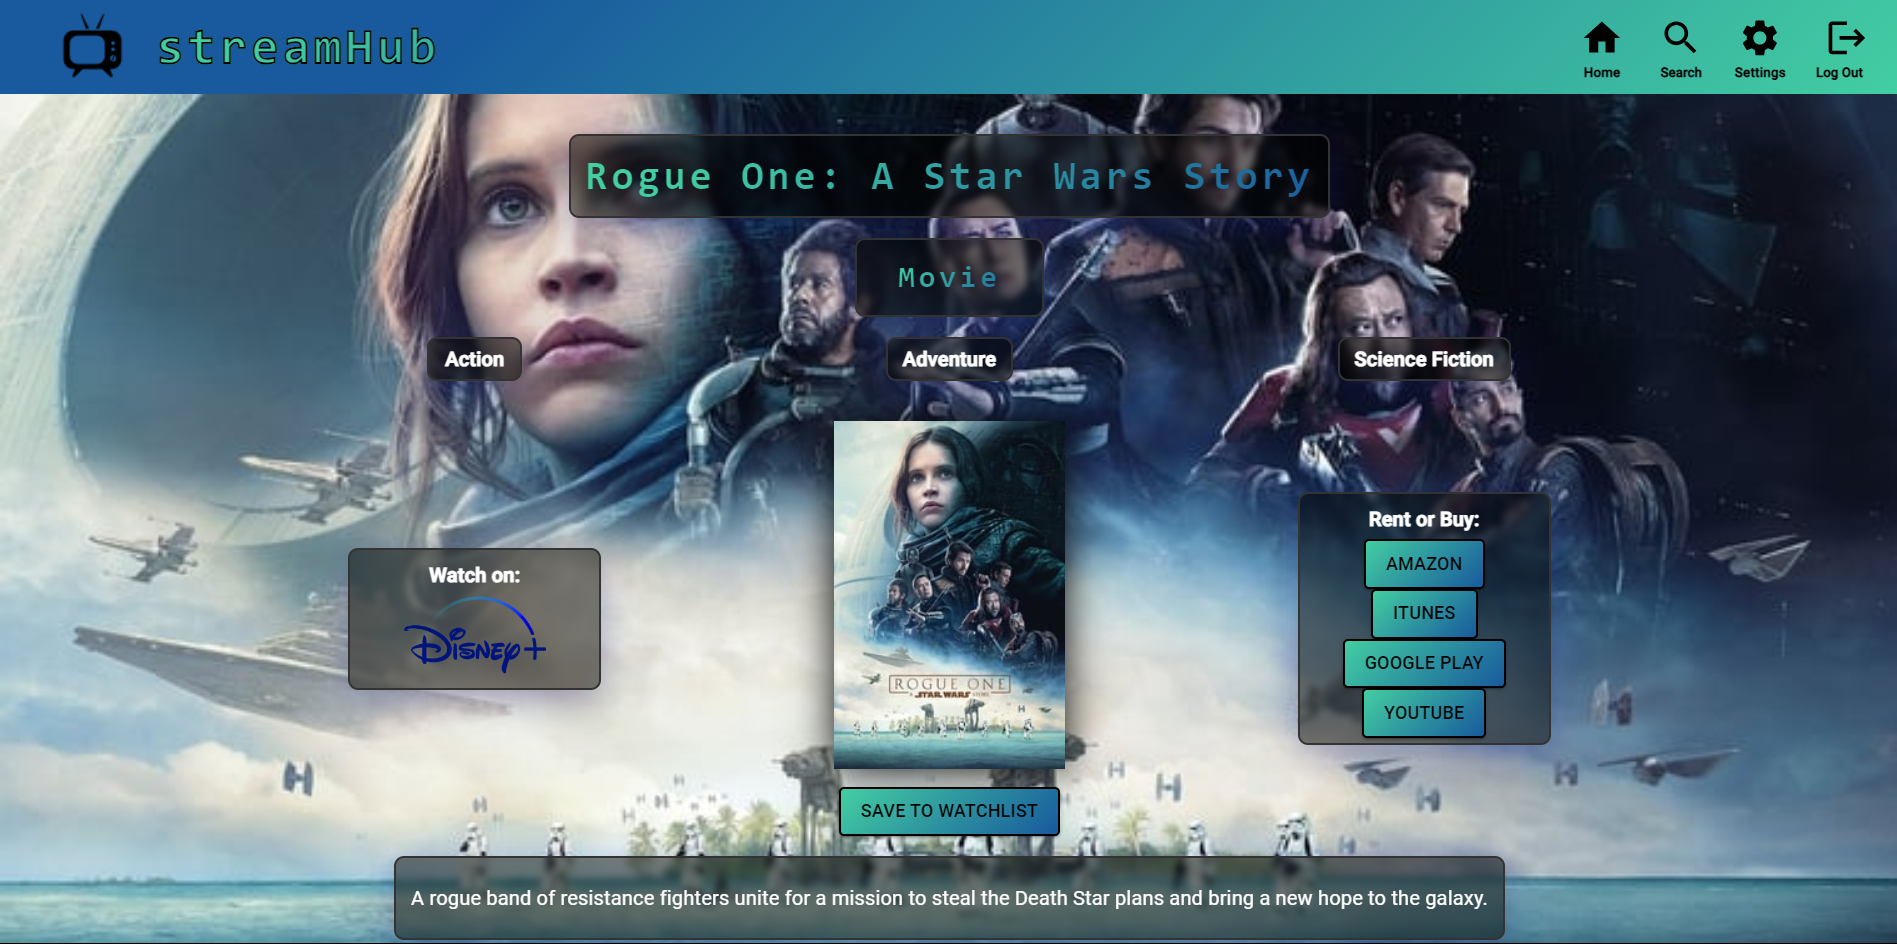 streamHub
Home
Search
Settings
Log Out
Rogue One: A Star Wars Story
Movie
Action
Adventure
Science Fiction
Watch on:
Disney+
ROGUE ONE
A STAR WARS STORY
Rent or Buy:
AMAZON
ITUNES
GOOGLE PLAY
YOUTUBE
SAVE TO WATCHLIST
A rogue band of resistance fighters unite for a mission to steal the Death Star plans and bring a new hope to the galaxy.